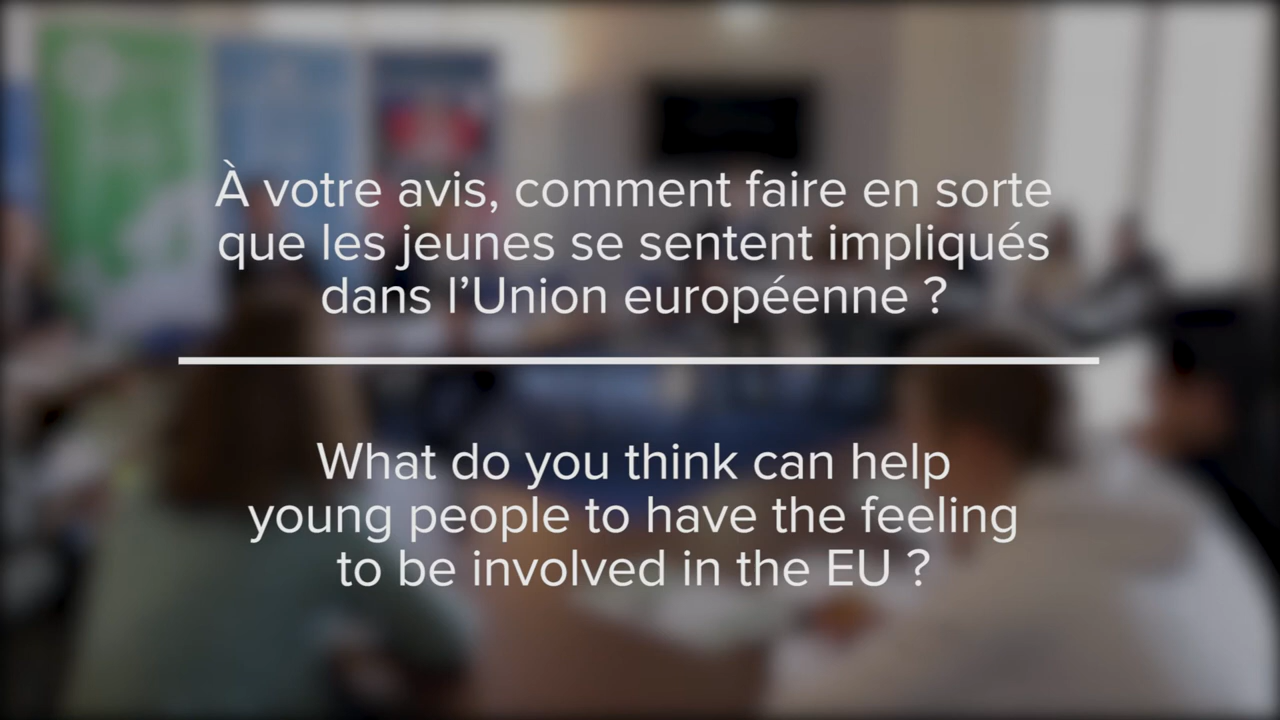 À votre avis, comment faire en sorte
que les jeunes se sentent impliqués
dans l’Union européenne ?
What do you think can help
young people to have the feeling
to be involved in the EU ?